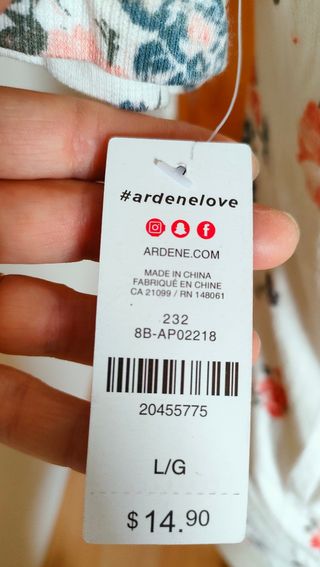 #ardenelove
ARDENE.COM
MADE IN CHINA
FABRIQUÉ EN CHINE
CA 21099 / RN 148061
232
8B-AP02218
20455775
L/G
$ 14.90